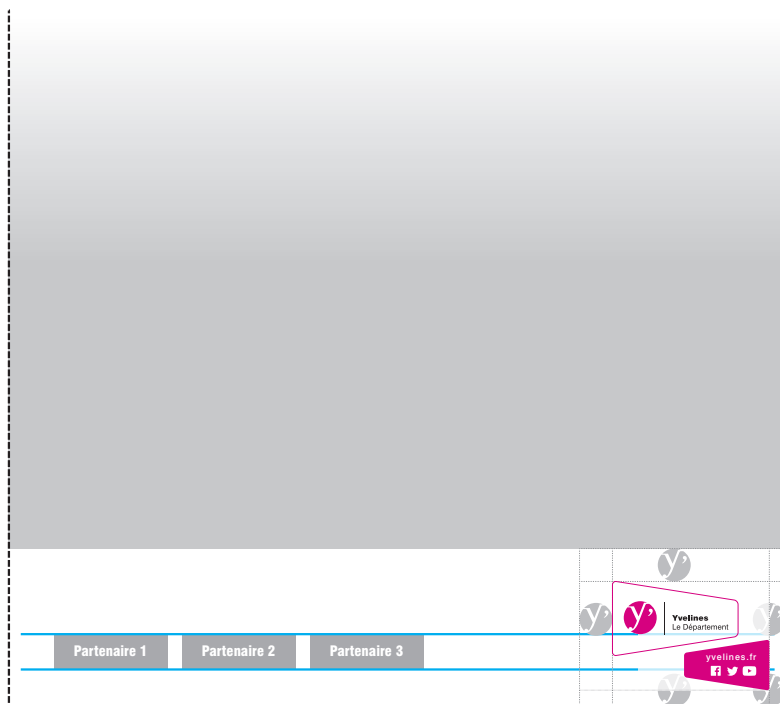 y'
y'
y'
y'
Yvelines
Le Département
Partenaire 1
Partenaire 2
Partenaire 3
yvelines.fr
y'
y'